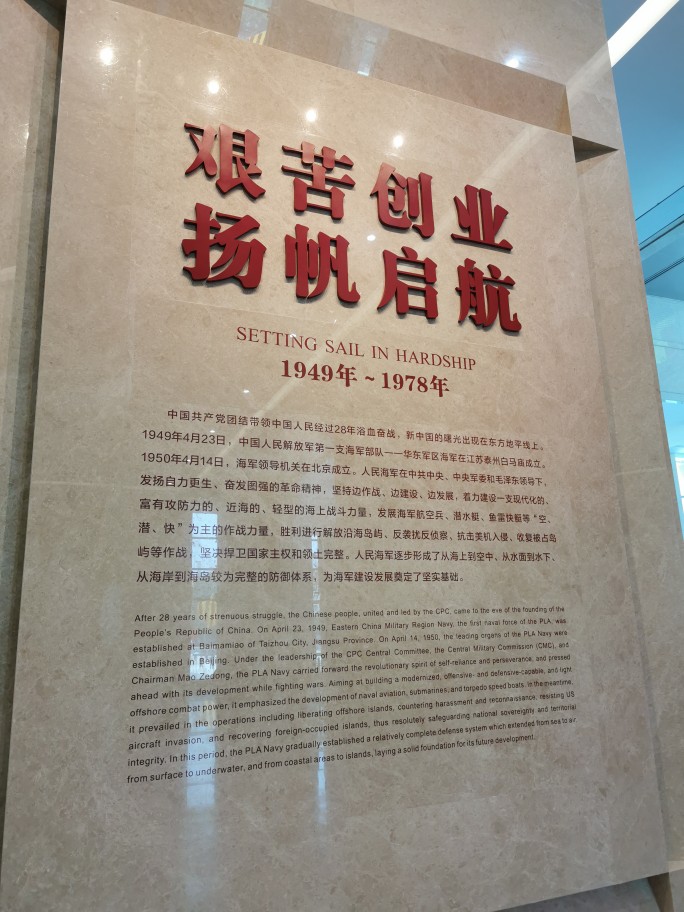 艰苦创业
扬帆启航
SETTING SAIL IN HARDSHIP
1949年~1978年
中国共产党团结带领中国人民经过28年浴血奋战，新中国的曙光出现在东方地平线上。
1949年4月23日，中国人民解放军第一支海军部队——华东军区海军在江苏泰州白马庙成立。
1950年4月14日，海军领导机关在北京成立。人民海军在中共中央、中央军委和毛泽东领导下，
发扬自力更生、奋发图强的革命精神，坚持边作战、边建设、边发展，着力建设一支现代化的、
富有攻防力的、近海的、轻型的海上战斗力量，发展海军航空兵、潜水艇、鱼雷快艇等“空、
潜、快”为主的作战力量，胜利进行解放沿海岛屿、反袭扰反侦察、抗击美机入侵、收复被占岛
屿等作战，坚决捍卫国家主权和领土完整。人民海军逐步形成了从海上到空中、从水面到水下、
从海岸到海岛较为完整的防御体系，为海军建设发展奠定了坚实基础。
After 28 years of strenuous struggle, the Chinese people, united and led by the CPC, came to the eve of the founding of the
People's Republic of China. On April 23, 1949, Eastern China Military Region Navy, the first naval force of the PLA, was
established at Baimamiao of Taizhou City, Jiangsu Province. On April 14, 1950, the leading organs of the PLA Navy were
established in Beijing. Under the leadership of the CPC Central Committee, the Central Military Commission (CMC), and
Chairman Mao Zedong, the PLA Navy carried forward the revolutionary spirit of self-reliance and perseverance, and pressed
ahead with its development while fighting wars. Aiming at building a modernized, offensive- and defensive-capable, and light
offshore combat power, it emphasized the development of naval aviation, submarines, and torpedo speed boats. In the meantime,
it prevailed in the operations including liberating offshore islands, countering harassment and reconnaissance, resisting US
aircraft invasion, and recovering foreign-occupied islands, thus resolutely safeguarding national sovereignty and territorial
integrity. In this period, the PLA Navy gradually established a relatively complete defense system which extended from sea to air,
from surface to underwater, and from coastal areas to islands, laying a solid foundation for its future development.